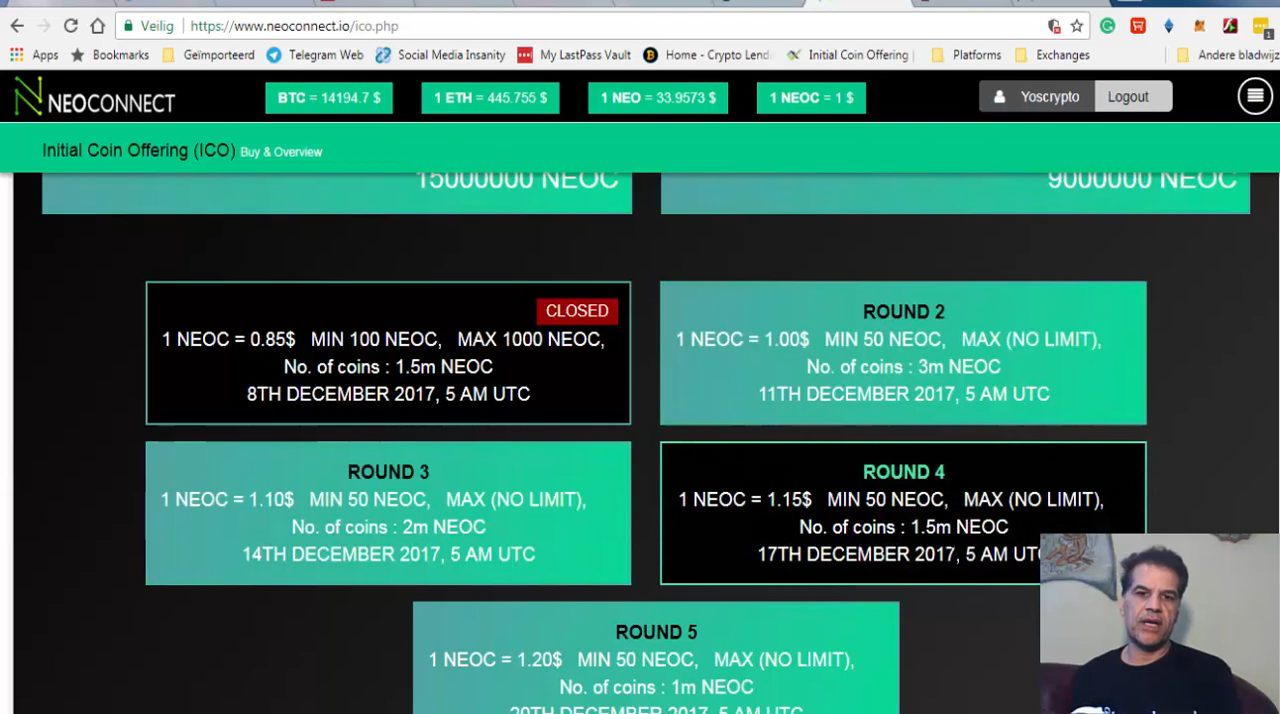 Veilig
https://www.neoconnect.io/ico.php
1
Apps
Bookmarks
Geïmporteerd
Telegram Web
Social Media Insanity
My LastPass Vault
Home - Crypto Lendi
Initial Coin Offering |
Platforms
Exchanges
Andere bladwijz
NEOCONNECT
BTC = 14194.7 $
1 ETH = 445.755 $
1 NEO = 33.9573 $
1 NEOC = 1 $
Yoscrypto
Logout
Initial Coin Offering (ICO) Buy & Overview
15000000 NEOC
9000000 NEOC
CLOSED
1 NEOC = 0.85$ MIN 100 NEOC, MAX 1000 NEOC,
No. of coins : 1.5m NEOC
8TH DECEMBER 2017, 5 AM UTC
ROUND 2
1 NEOC = 1.00$ MIN 50 NEOC, MAX (NO LIMIT),
No. of coins : 3m NEOC
11TH DECEMBER 2017, 5 AM UTC
ROUND 3
1 NEOC = 1.10$ MIN 50 NEOC, MAX (NO LIMIT),
No. of coins : 2m NEOC
14TH DECEMBER 2017, 5 AM UTC
ROUND 4
1 NEOC = 1.15$ MIN 50 NEOC, MAX (NO LIMIT),
No. of coins : 1.5m NEOC
17TH DECEMBER 2017, 5 AM UTC
ROUND 5
1 NEOC = 1.20$ MIN 50 NEOC, MAX (NO LIMIT),
No. of coins : 1m NEOC
20TH DECEMBER 2017, 5 AM UTC